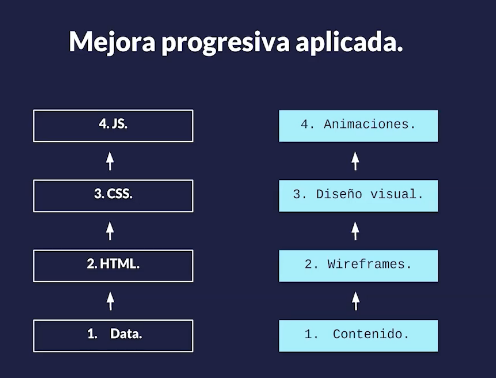 Mejora progresiva aplicada.
4. JS.
3. CSS.
2. HTML.
1. Data.
4. Animaciones.
3. Diseño visual.
2. Wireframes.
1. Contenido.